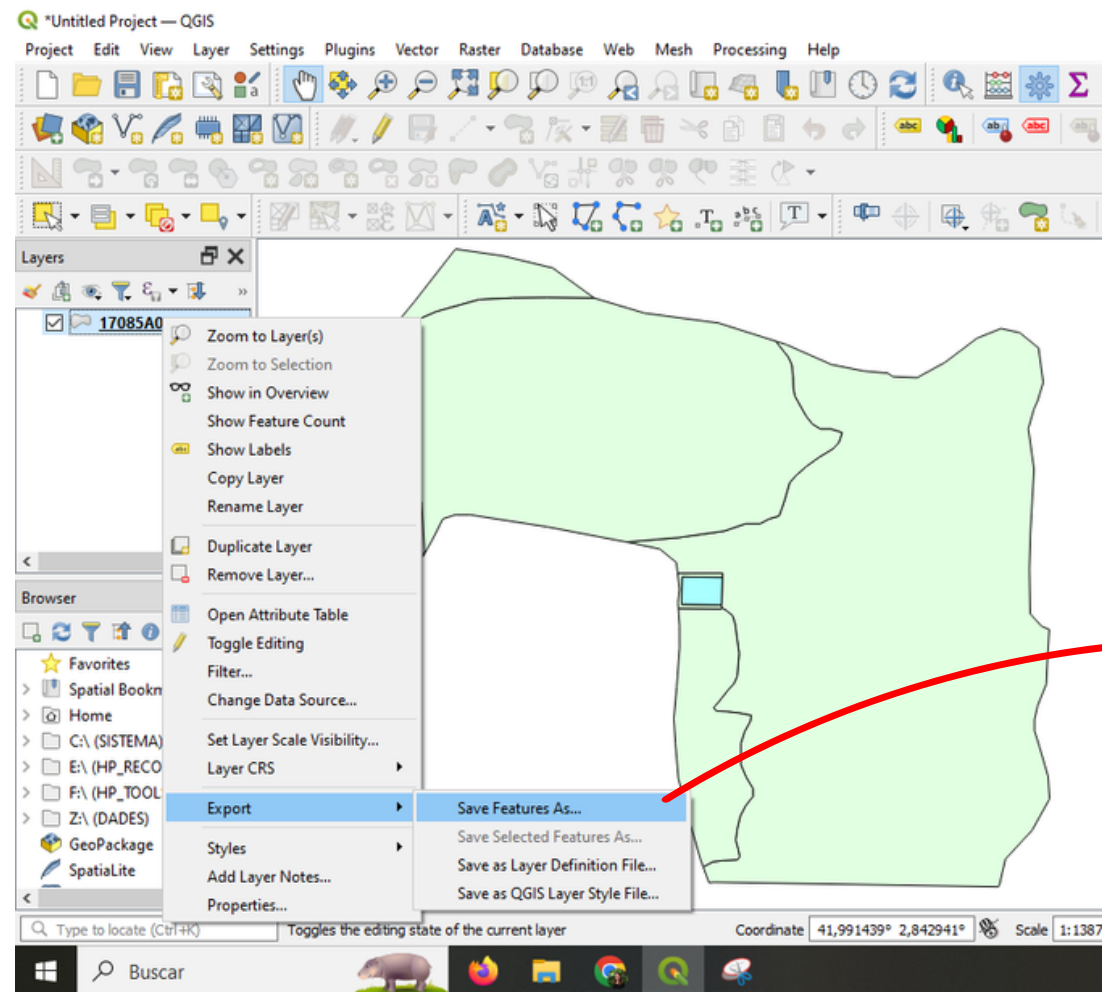 *Untitled Project — QGIS
Project Edit View Layer Settings Plugins Vector Raster Database Web Mesh Processing Help
abc ab abc
T
Layers
17085A0
Zoom to Layer(s)
Zoom to Selection
Show in Overview
Show Feature Count
abc Show Labels
Copy Layer
Rename Layer
Duplicate Layer
Remove Layer...
Open Attribute Table
Toggle Editing
Filter...
Change Data Source...
Set Layer Scale Visibility...
Layer CRS
Export
Styles
Add Layer Notes...
Properties...
Save Features As...
Save Selected Features As...
Save as Layer Definition File...
Save as QGIS Layer Style File...
Browser
Favorites
Spatial Bookm
Home
C:\ (SISTEMA)
E:\ (HP_RECO
F:\ (HP_TOOL
Z:\ (DADES)
GeoPackage
SpatiaLite
Type to locate (Ctrl+K) Toggles the editing state of the current layer Coordinate 41,991439° 2,842941° Scale 1:1387
Buscar